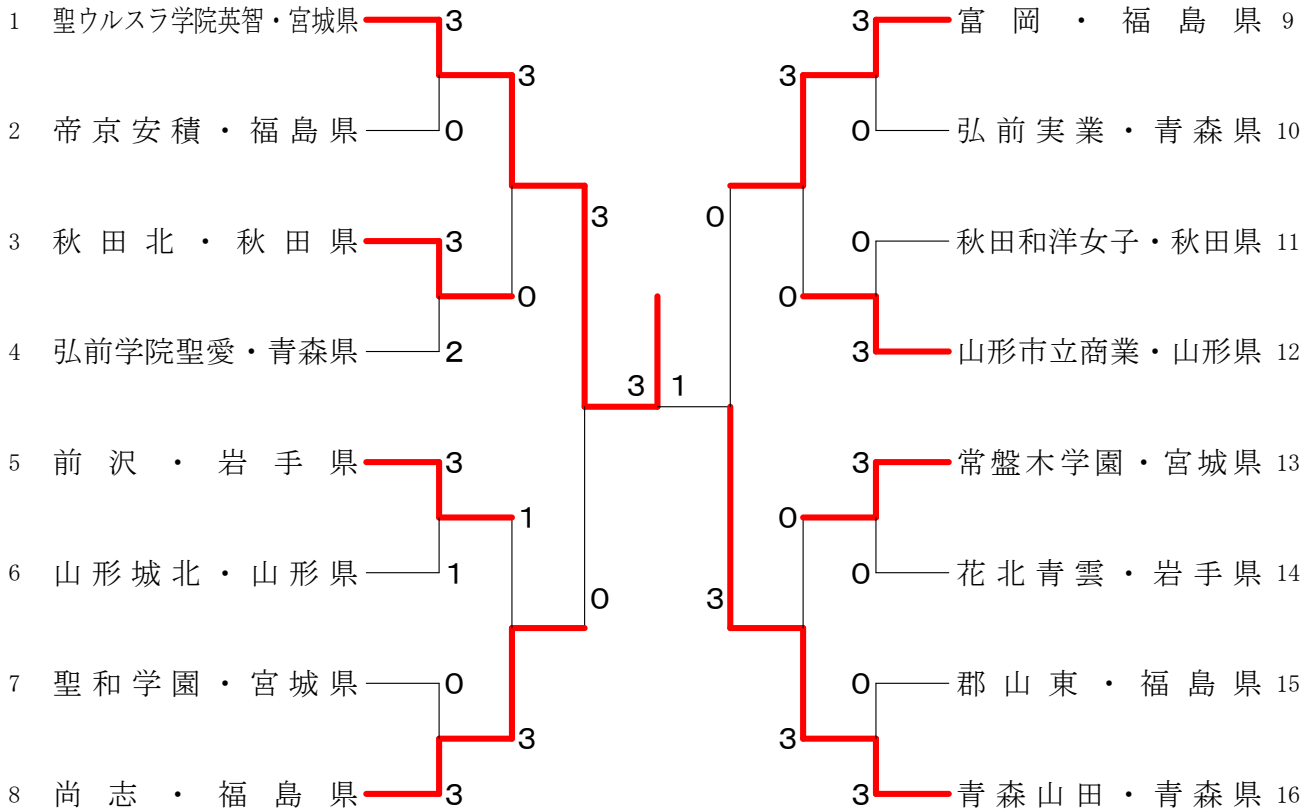 1 聖ウルスラ学院英智・宮城県 3 3 富岡・福島県 9
3 3
2 帝京安積・福島県 0 0 弘前実業・青森県 10
3 0
3 秋田北・秋田県 3 0 秋田和洋女子・秋田県 11
0 0
4 弘前学院聖愛・青森県 2 3 山形市立商業・山形県 12
3 1
5 前沢・岩手県 3 3 常盤木学園・宮城県 13
1 0
6 山形城北・山形県 1 0 花北青雲・岩手県 14
0 3
7 聖和学園・宮城県 0 0 郡山東・福島県 15
3 3
8 尚志・福島県 3 3 青森山田・青森県 16